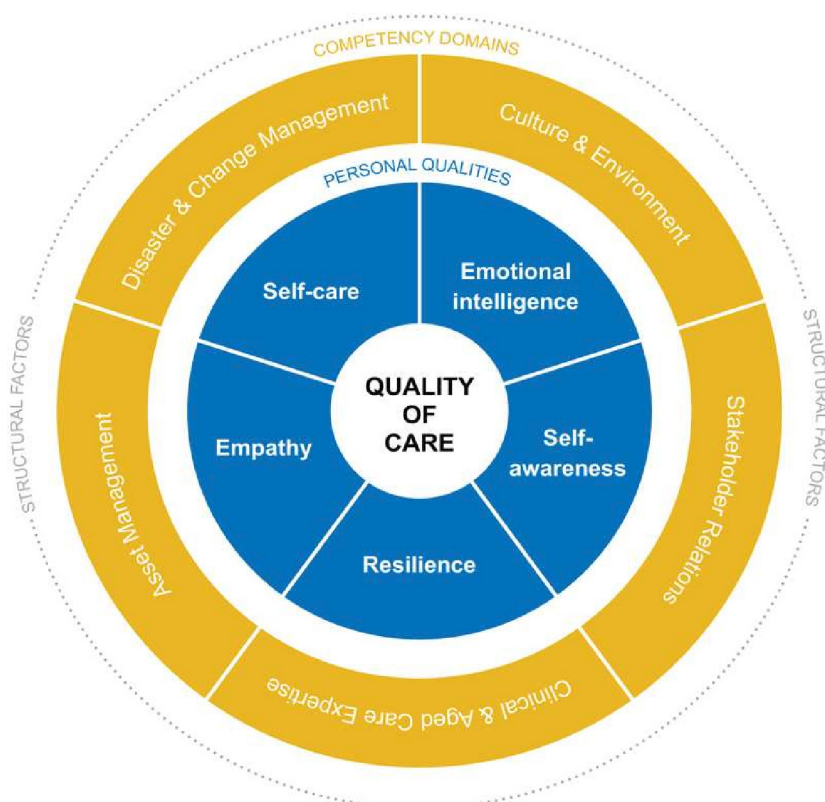 COMPETENCY DOMAINS
Disaster & Change Management
Culture & Environment
PERSONAL QUALITIES
Self-care
Emotional
intelligence
STRUCTURAL FACTORS
STRUCTURAL FACTORS
QUALITY
OF
CARE
Empathy
Self-
awareness
Asset Management
Stakeholder Relations
Resilience
Clinical & Aged Care Expertise